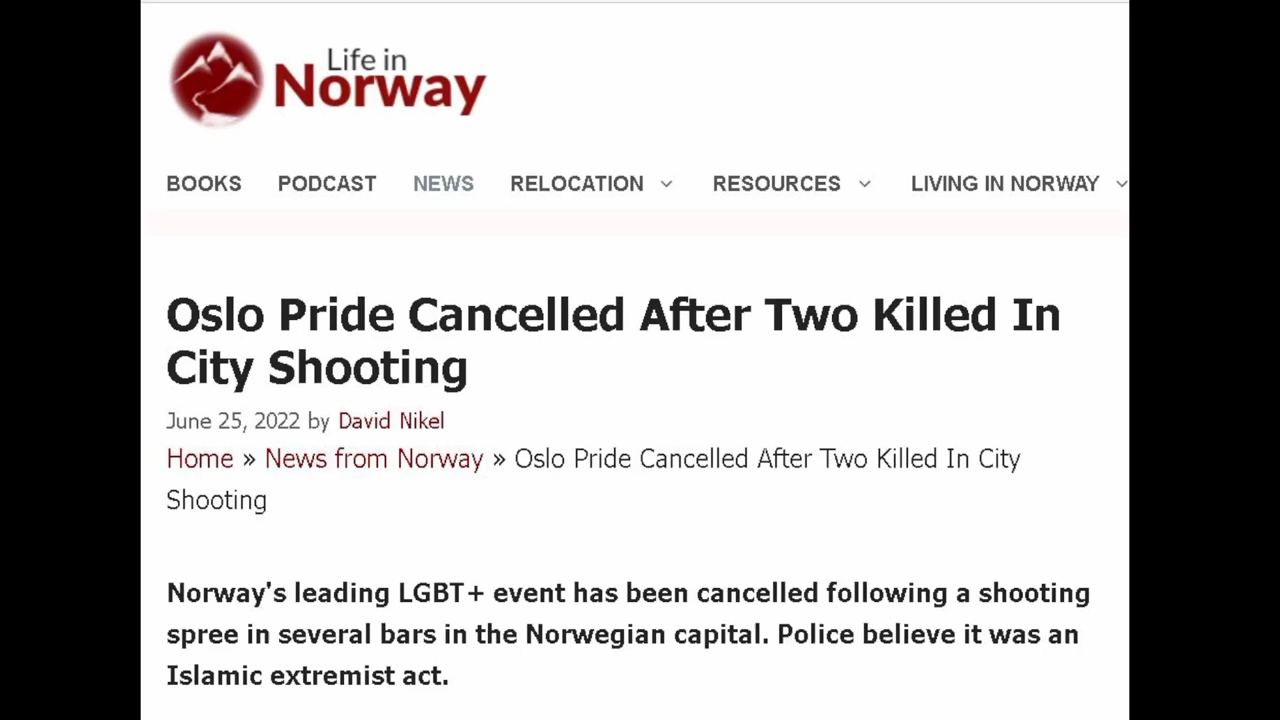 Life in
Norway
BOOKS PODCAST NEWS RELOCATION RESOURCES LIVING IN NORWAY
Oslo Pride Cancelled After Two Killed In
City Shooting
June 25, 2022 by David Nikel
Home » News from Norway » Oslo Pride Cancelled After Two Killed In City
Shooting
Norway's leading LGBT+ event has been cancelled following a shooting
spree in several bars in the Norwegian capital. Police believe it was an
Islamic extremist act.